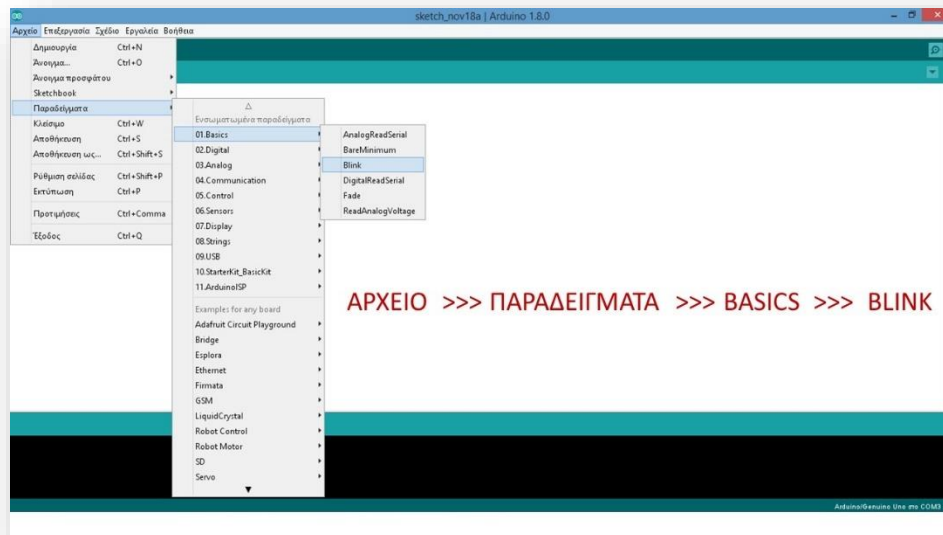 sketch_nov18a | Arduino 1.8.0
Αρχείο Επεξεργασία Σχέδιο Εργαλεία Βοήθεια
Δημιουργία Ctrl+N
Άνοιγμα... Ctrl+O
Άνοιγμα προσφάτου
Sketchbook
Παραδείγματα
Κλείσιμο Ctrl+W
Αποθήκευση Ctrl+S
Αποθήκευση ως... Ctrl+Shift+S
Ρύθμιση σελίδας Ctrl+Shift+P
Εκτύπωση Ctrl+P
Προτιμήσεις Ctrl+Comma
Έξοδος Ctrl+Q
Ενσωματωμένα παραδείγματα
01.Basics
02.Digital
03.Analog
04.Communication
05.Control
06.Sensors
07.Display
08.Strings
09.USB
10.StarterKit_BasicKit
11.ArduinoISP
Examples for any board
Adafruit Circuit Playground
Bridge
Esplora
Ethernet
Firmata
GSM
LiquidCrystal
Robot Control
Robot Motor
SD
Servo
AnalogReadSerial
BareMinimum
Blink
DigitalReadSerial
Fade
ReadAnalogVoltage
ΑΡΧΕΙΟ >>> ΠΑΡΑΔΕΙΓΜΑΤΑ >>> BASICS >>> BLINK
Arduino/Genuino Uno στο COM3